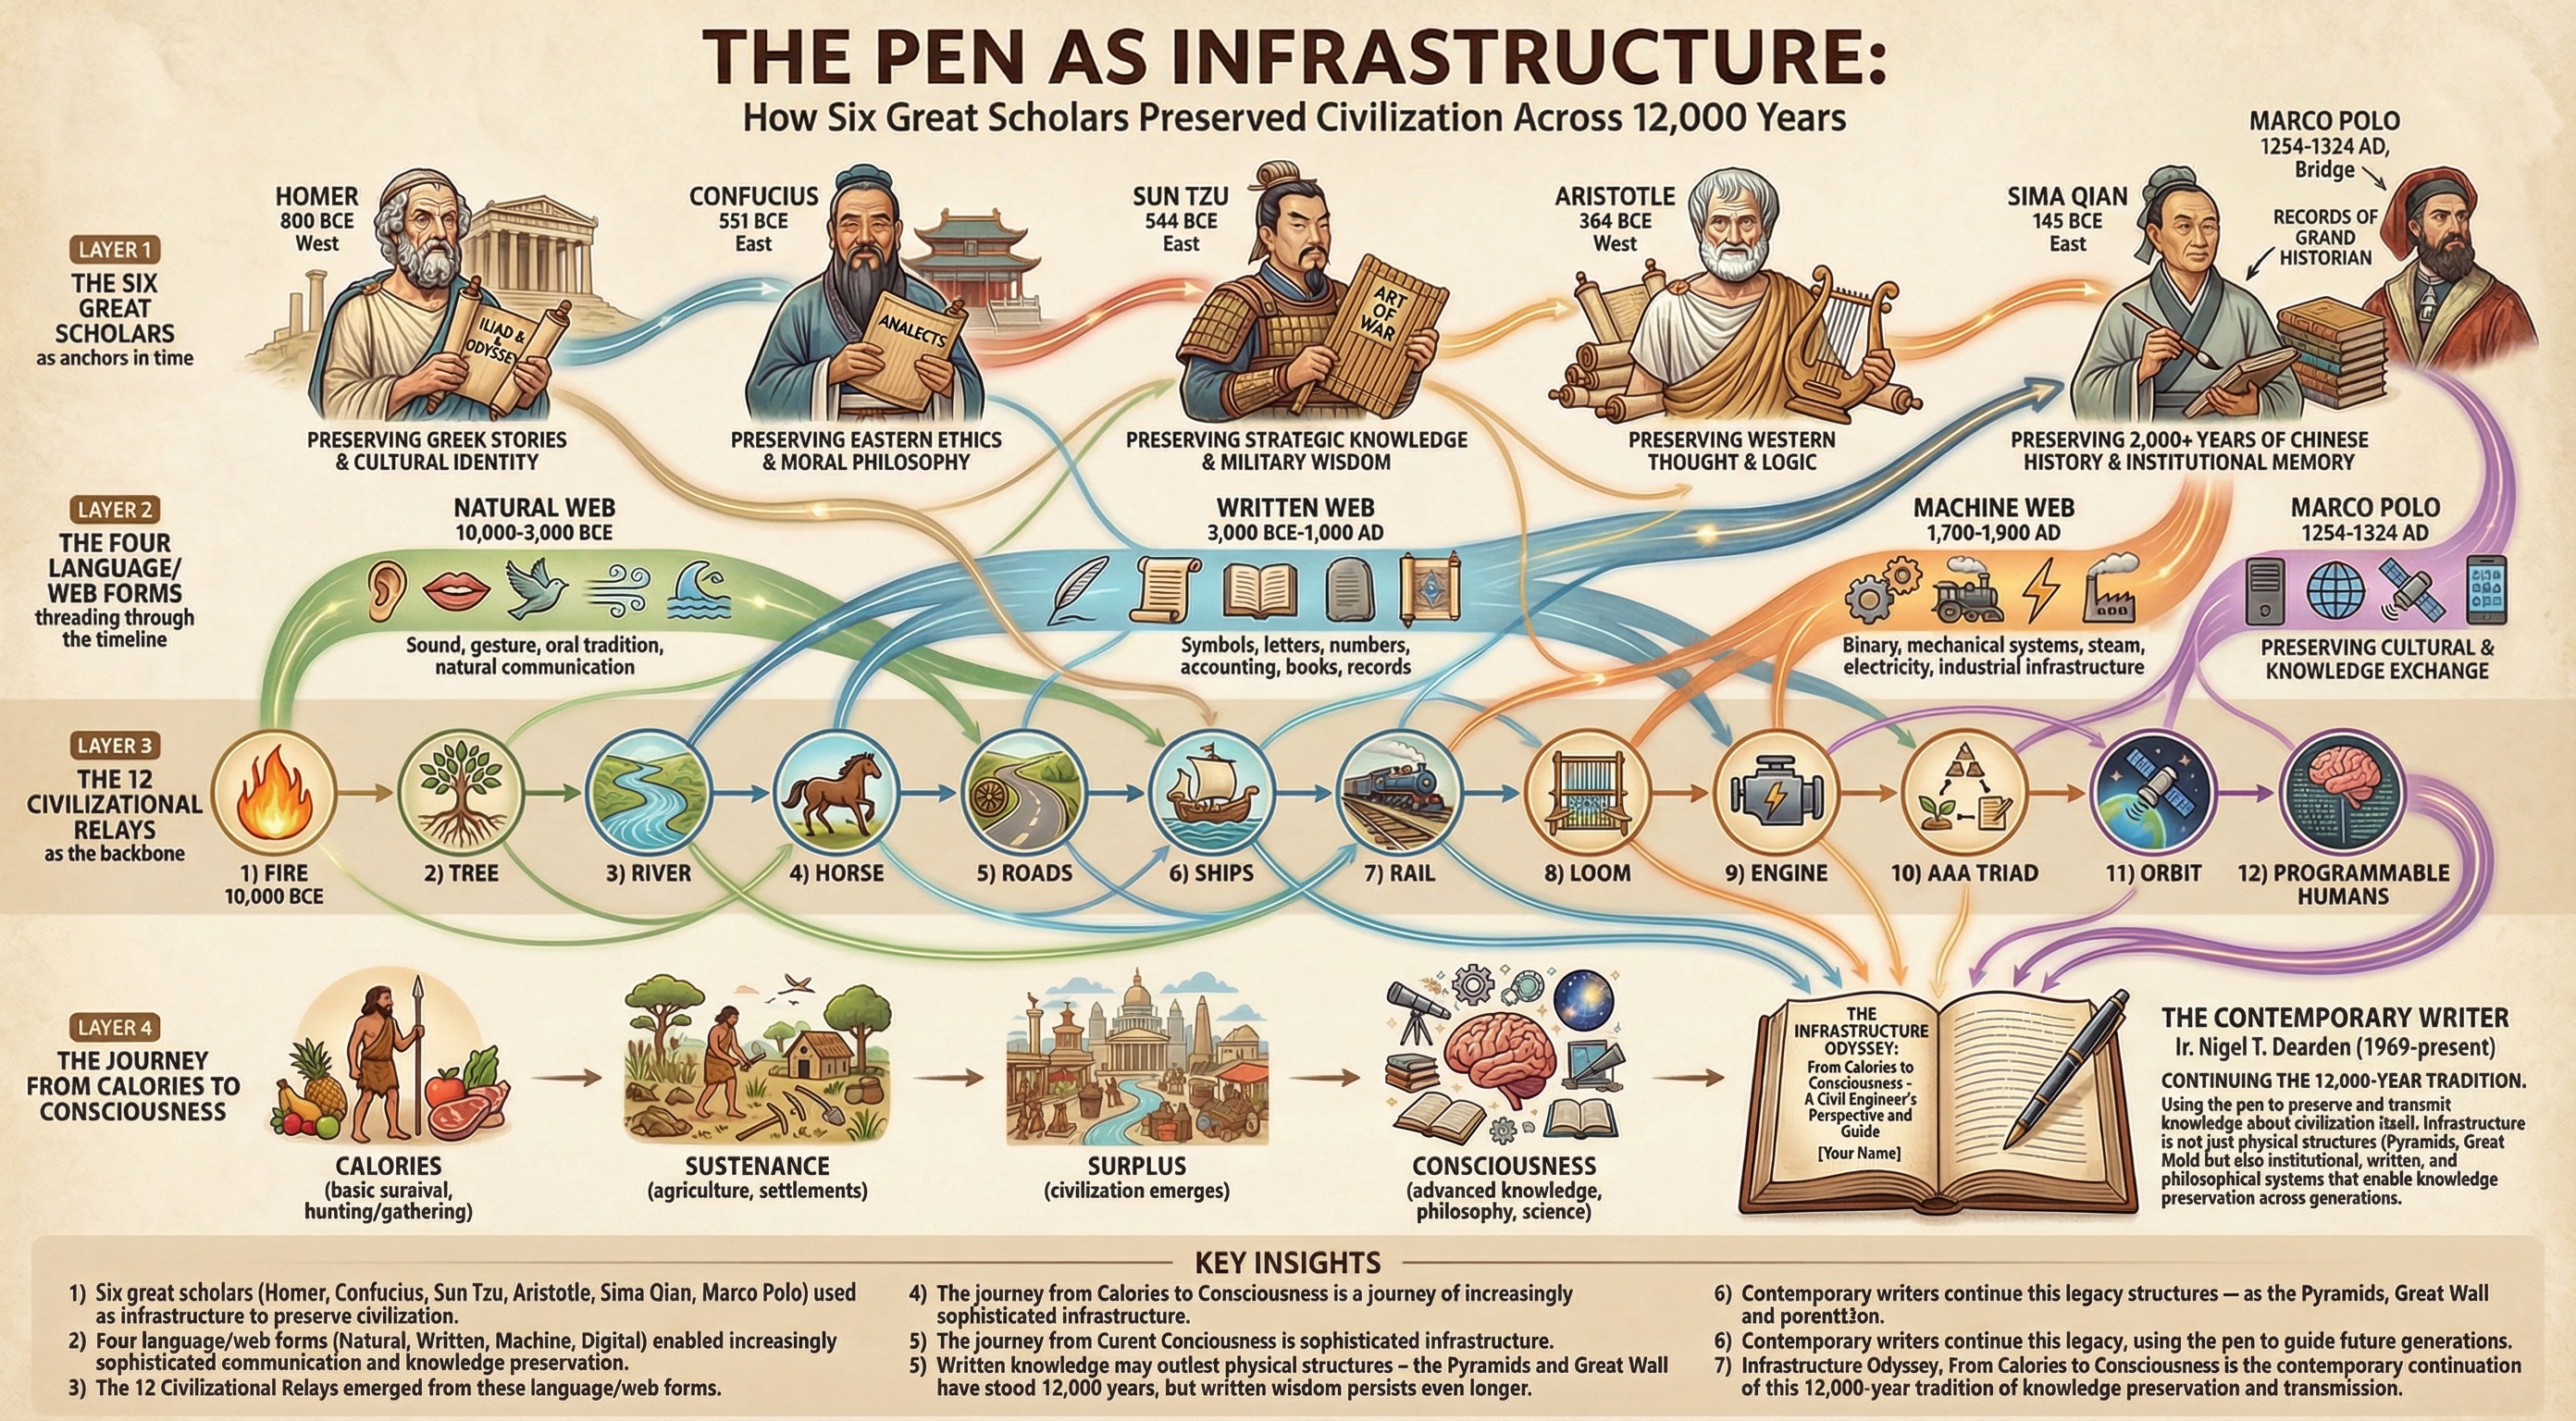 THE PEN AS INFRASTRUCTURE:
How Six Great Scholars Preserved Civilization Across 12,000 Years
LAYER 1
THE SIX
GREAT
SCHOLARS
as anchors in time
HOMER
800 BCE
West
ILIAD &
&
ODYSSEY
PRESERVING GREEK STORIES
& CULTURAL IDENTITY
CONFUCIUS
551 BCE
East
ANALECTS
PRESERVING EASTERN ETHICS
& MORAL PHILOSOPHY
SUN TZU
544 BCE
East
ART
OF
WAR
PRESERVING STRATEGIC KNOWLEDGE
& MILITARY WISDOM
ARISTOTLE
364 BCE
West
PRESERVING WESTERN
THOUGHT & LOGIC
SIMA QIAN
145 BCE
East
RECORDS OF
GRAND
HISTORIAN
PRESERVING 2,000+ YEARS OF CHINESE
HISTORY & INSTITUTIONAL MEMORY
MARCO POLO
1254-1324 AD,
Bridge
LAYER 2
THE FOUR
LANGUAGE/
WEB FORMS
threading through
the timeline
NATURAL WEB
10,000-3,000 BCE
Sound, gesture, oral tradition,
natural communication
WRITTEN WEB
3,000 BCE-1,000 AD
Symbols, letters, numbers,
accounting, books, records
MACHINE WEB
1,700-1,900 AD
Binary, mechanical systems, steam,
electricity, industrial infrastructure
MARCO POLO
1254-1324 AD
PRESERVING CULTURAL &
KNOWLEDGE EXCHANGE
LAYER 3
THE 12
CIVILIZATIONAL
RELAYS
as the backbone
1) FIRE
10,000 BCE
2) TREE
3) RIVER
4) HORSE
5) ROADS
6) SHIPS
7) RAIL
8) LOOM
9) ENGINE
10) AAA TRIAD
11) ORBIT
12) PROGRAMMABLE
HUMANS
LAYER 4
THE JOURNEY
FROM CALORIES TO
CONSCIOUSNESS
CALORIES
(basic suraival,
hunting/gathering)
SUSTENANCE
(agriculture, settlements)
SURPLUS
(civilization emerges)
CONSCIOUSNESS
(advanced knowledge,
philosophy, science)
THE
INFRASTRUCTURE
ODYSSEY:
From Calories to
Consciousness -
A Civil Engineer's
Perspective and
Guide
[Your Name]
THE CONTEMPORARY WRITER
Ir. Nigel T. Dearden (1969-present)
CONTINUING THE 12,000-YEAR TRADITION.
Using the pen to preserve and transmit
knowledge about civilization itself. Infrastructure
is not just physical structures (Pyramids, Great
Mold but elso institutional, written, and
philosophical systems that enable knowledge
preservation across generations.
KEY INSIGHTS
1) Six great scholars (Homer, Confucius, Sun Tzu, Aristotle, Sima Qian, Marco Polo) used
as infrastructure to preserve civilization.
2) Four language/web forms (Natural, Written, Machine, Digital) enabled increasingly
sophisticated communication and knowledge preservation.
3) The 12 Civilizational Relays emerged from these language/web forms.
4) The journey from Calories to Consciousness is a journey of increasingly
sophisticated infrastructure.
5) The journey from Curent Conciousness is sophisticated infrastructure.
5) Written knowledge may outlest physical structures – the Pyramids and Great Wall
have stood 12,000 years, but written wisdom persists even longer.
6) Contemporary writers continue this legacy structures — as the Pyramids, Great Wall
and
6) Contemporary writers continue this legacy, using the pen to guide future generations.
7) Infrastructure Odyssey, From Calories to Consciousness is the contemporary continuation
of this 12,000-year tradition of knowledge preservation and transmission.